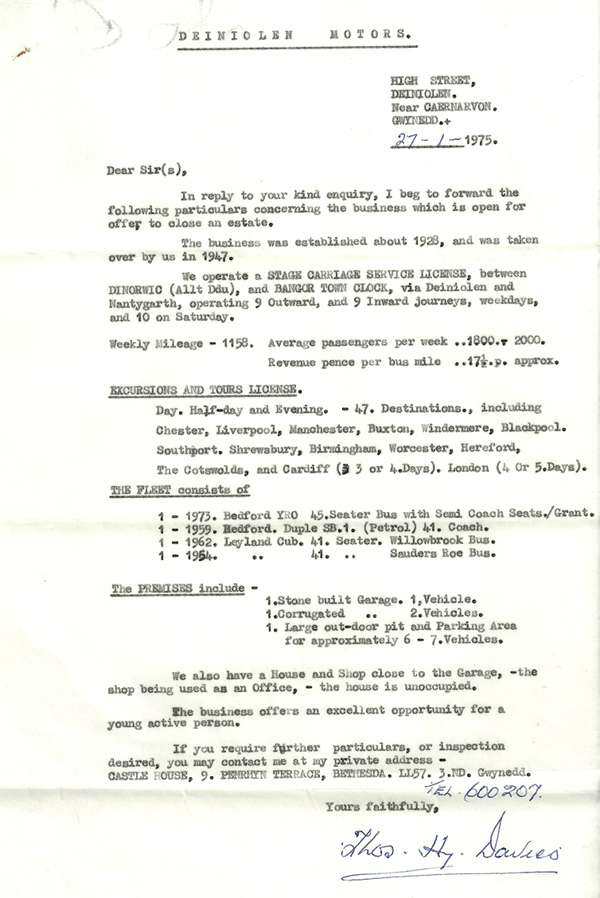 DEINIOLEN MOTORS.
HIGH STREET,
DEINIOLEN.
Near CAERNARVON.
GWYNEDD.+
27-1-1975.
Dear Sir(s),
In reply to your kind enquiry, I beg to forward the
following particulars concerning the business which is open for
offer to close an estate.
The business was established about 1928, and was taken
over by us in 1947.
We operate a STAGE CARRIAGE SERVICE LICENSE, between
DINORWIC (Allt Ddu), and BANGOR TOWN CLOCK, via Deiniolen and
Nantygarth, operating 9 Outward, and 9 Inward journeys, weekdays,
and 10 on Saturday.
Weekly Mileage - 1158. Average passengers per week ..1800.- 2000.
Revenue pence per bus mile ..17½.p. approx.
EXCURSIONS AND TOURS LICENSE.
Day. Half-day and Evening. - 47. Destinations., including
Chester, Liverpool, Manchester, Buxton, Windermere, Blackpool.
Southport. Shrewsbury, Birmingham, Worcester, Hereford,
The Cotswolds, and Cardiff ( 3 or 4.Days). London (4 Or 5.Days).
THE FLEET consists of
1 - 1973. Bedford YRO 45.Seater Bus with Semi Coach Seats./Grant.
1 - 1959. Bedford. Duple SB.1. (Petrol) 41. Coach.
1 - 1962. Leyland Cub. 41. Seater. Willowbrook Bus.
1 - 1954. .. 41. .. Sauders Roe Bus.
The PREMISES include -
1.Stone built Garage. 1,Vehicle.
1.Corrugated .. 2.Vehicles.
1. Large out-door pit and Parking Area
for approximately 6 - 7.Vehicles.
We also have a House and Shop close to the Garage, -the
shop being used as an Office, - the house is unoccupied.
The business offers an excellent opportunity for a
young active person.
If you require further particulars, or inspection
desired, you may contact me at my private address -
CASTLE HOUSE, 9. PENRHYN TERRACE, BETHESDA. LL57. 3.ND. Gwynedd.
TEL. 600207.
Yours faithfully,
Thos. Hy. Davies